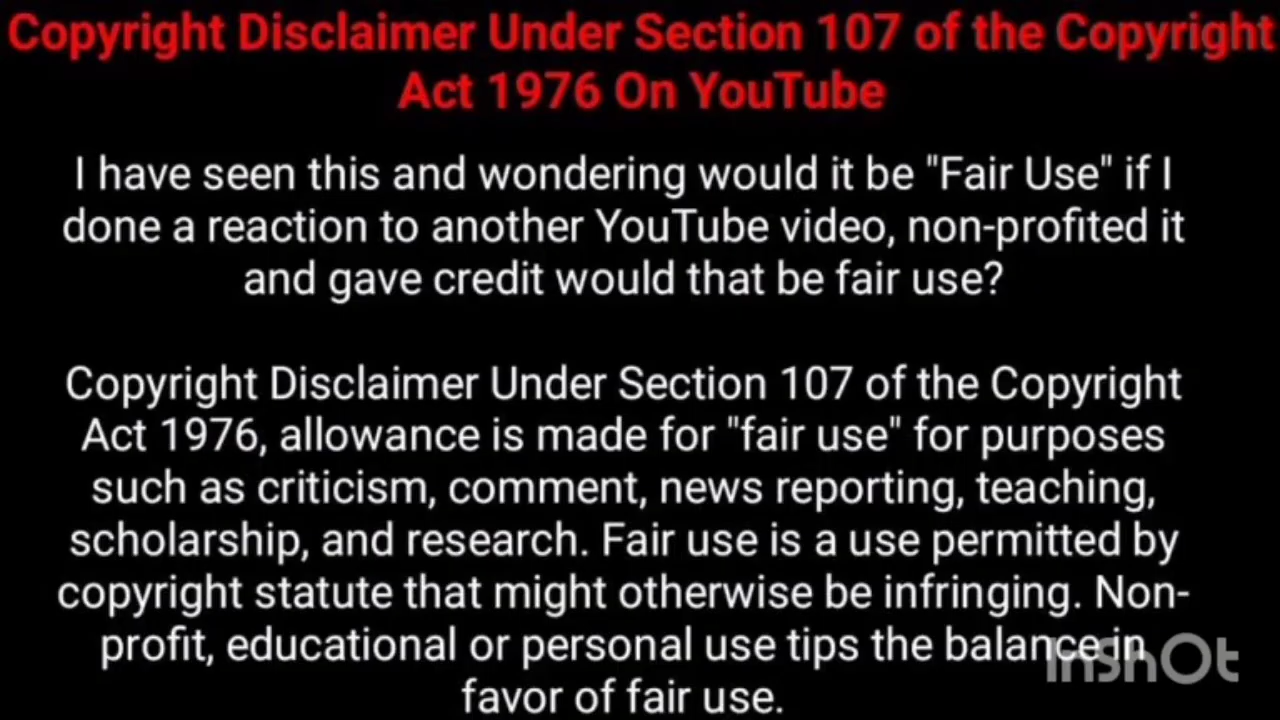 Copyright Disclaimer Under Section 107 of the Copyright
Act 1976 On YouTube
I have seen this and wondering would it be "Fair Use" if I
done a reaction to another YouTube video, non-profited it
and gave credit would that be fair use?
Copyright Disclaimer Under Section 107 of the Copyright
Act 1976, allowance is made for "fair use" for purposes
such as criticism, comment, news reporting, teaching,
scholarship, and research. Fair use is a use permitted by
copyright statute that might otherwise be infringing. Non-
profit, educational or personal use tips the balance in
favor of fair use.
InShOt